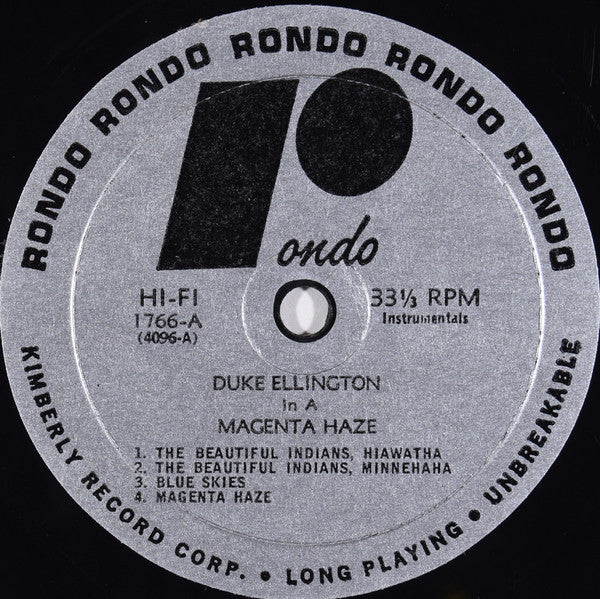 RONDO RONDO RONDO RONDO RONDO
ondo
HI-FI
1766-A
(4096-A)
33⅓ RPM
Instrumentals
DUKE ELLINGTON
In A
MAGENTA HAZE
1. THE BEAUTIFUL INDIANS, HIAWATHA
2. THE BEAUTIFUL INDIANS, MINNEHAHA
3. BLUE SKIES
4. MAGENTA HAZE
KIMBERLY RECORD CORP. • LONG PLAYING • UNBREAKABLE